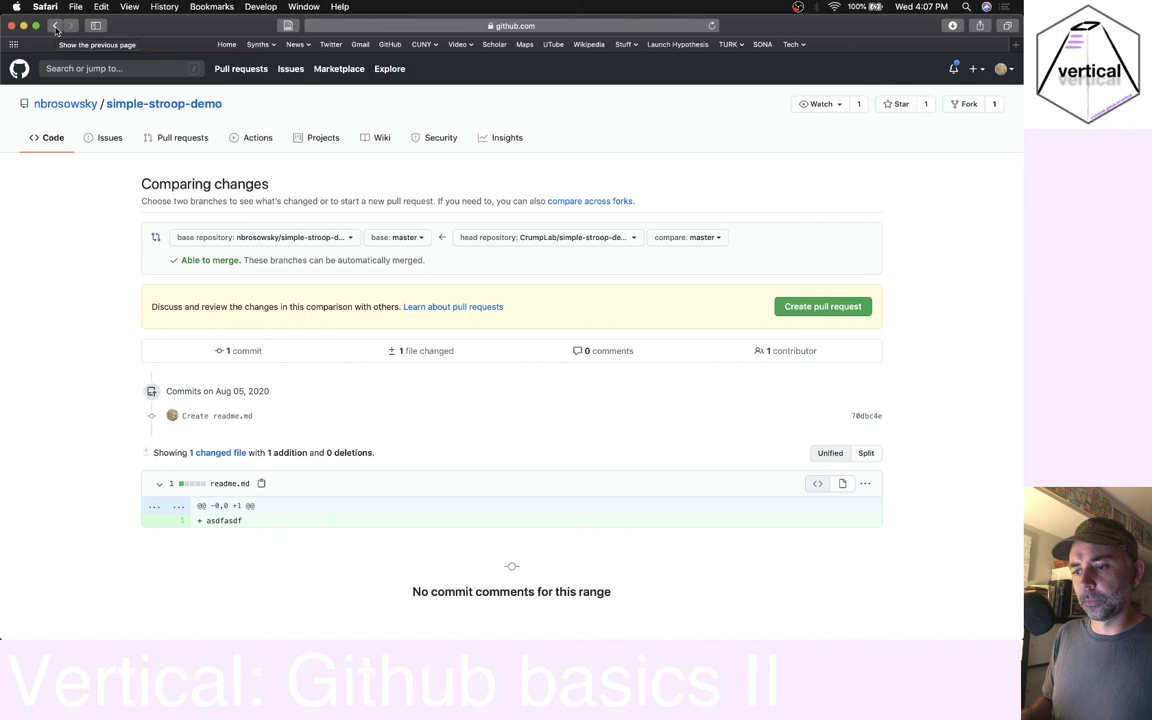 Safari File Edit View History Bookmarks Develop Window Help 100% Wed 4:07 PM
github.com
Show the previous page
Home Synths News Twitter Gmail GitHub CUNY Video Scholar Maps UTube Wikipedia Stuff Launch Hypothesis TURK SONA Tech
Search or jump to... / Pull requests Issues Marketplace Explore
nbrosowsky / simple-stroop-demo Watch 1 Star 1 Fork 1
Code Issues Pull requests Actions Projects Wiki Security Insights
Comparing changes
Choose two branches to see what's changed or to start a new pull request. If you need to, you can also compare across forks.
base repository: nbrosowsky/simple-stroop-d... base: master head repository: CrumpLab/simple-stroop-de... compare: master
Able to merge. These branches can be automatically merged.
Discuss and review the changes in this comparison with others. Learn about pull requests Create pull request
1 commit 1 file changed 0 comments 1 contributor
Commits on Aug 05, 2020
Create readme.md 70dbc4e
Showing 1 changed file with 1 addition and 0 deletions. Unified Split
1 readme.md
... ... @@ -0,0 +1 @@
1 + asdfasdf
No commit comments for this range
vertical
Vertical: Github basics II